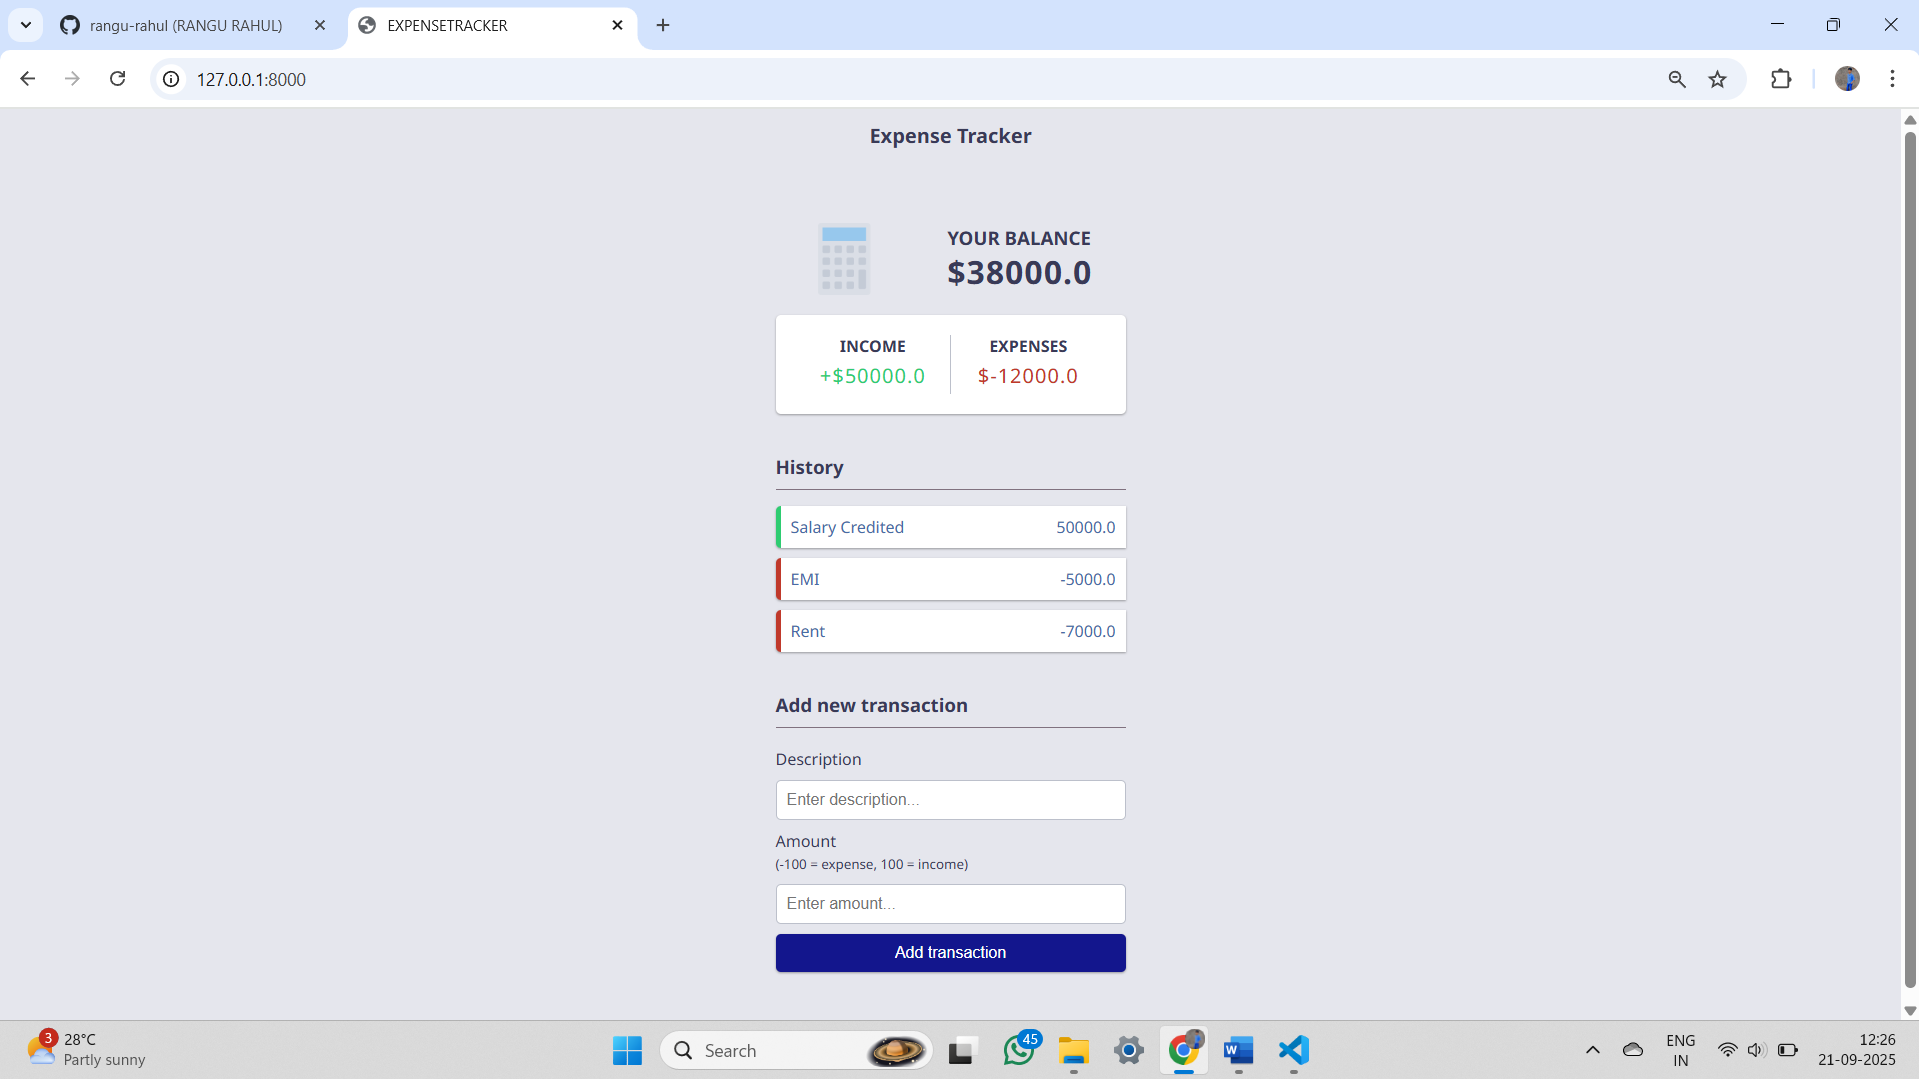 rangu-rahul (RANGU RAHUL)
EXPENSETRACKER
127.0.0.1:8000
Expense Tracker
YOUR BALANCE
$38000.0
INCOME
+$50000.0
EXPENSES
$-12000.0
History
Salary Credited 50000.0
EMI -5000.0
Rent -7000.0
Add new transaction
Description
Enter description...
Amount
(-100 = expense, 100 = income)
Enter amount...
Add transaction
3
28°C
Partly sunny
Search
45
W
ENG
IN
12:26
21-09-2025